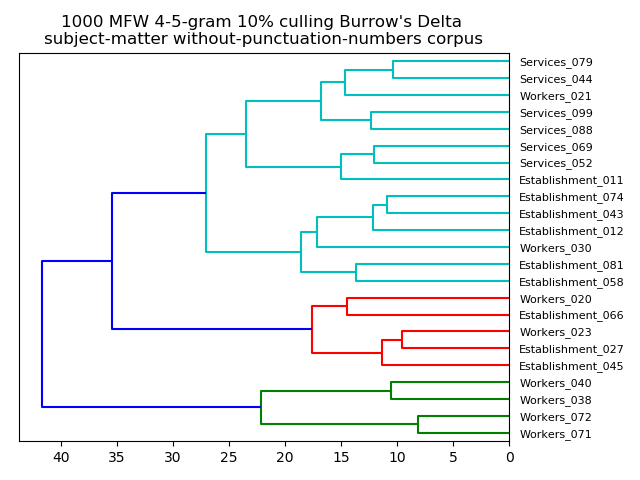 1000 MFW 4-5-gram 10% culling Burrow's Delta
subject-matter without-punctuation-numbers corpus
Services_079
Services_044
Workers_021
Services_099
Services_088
Services_069
Services_052
Establishment_011
Establishment_074
Establishment_043
Establishment_012
Workers_030
Establishment_081
Establishment_058
Workers_020
Establishment_066
Workers_023
Establishment_027
Establishment_045
Workers_040
Workers_038
Workers_072
Workers_071
40 35 30 25 20 15 10 5 0